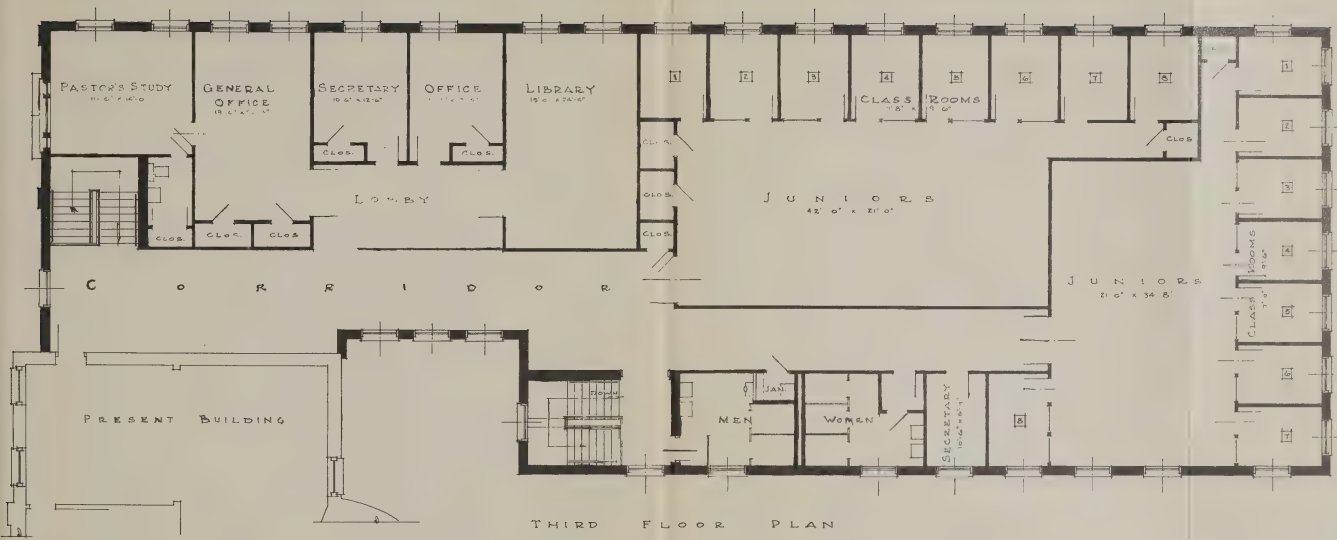 PASTOR'S STUDY
GENERAL
OFFICE
SECRETARY
10'-6" x 12'-6"
OFFICE
LIBRARY
CLOS.
CLOS.
CLOS.
CLOS.
CLOS.
LOBBY
CLOS.
CLOS.
CLOS.
1
2
3
4
5
6
7
8
CLASS ROOMS
CLOS
JUNIORS
42'0" x 21'0"
CORRIDOR
JUNIORS
21'0" x 34'8"
1
2
3
4
5
6
7
CLASS ROOMS
8
PRESENT BUILDING
DOWN
MEN
JAN.
WOMEN
SECRETARY
THIRD FLOOR PLAN